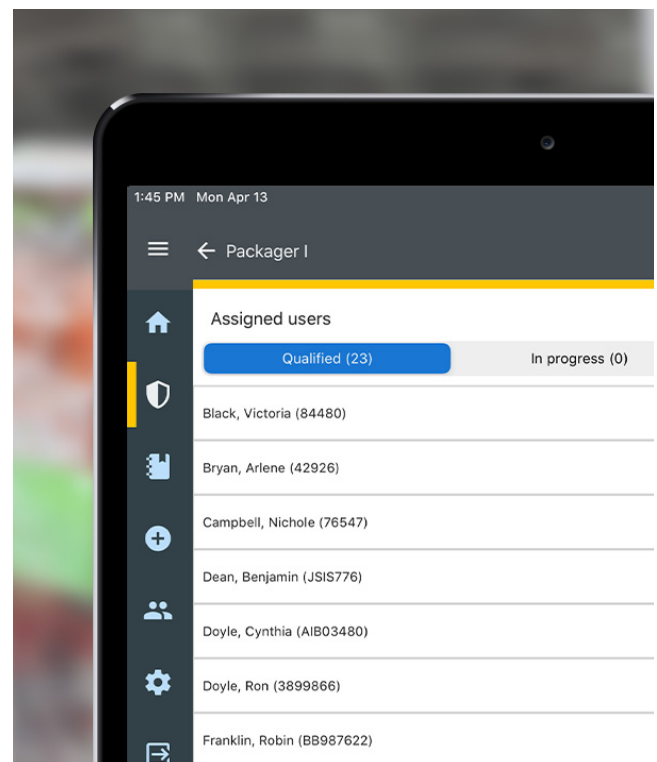 1:45 PM Mon Apr 13
Packager I
Assigned users
Qualified (23) In progress (0)
Black, Victoria (84480)
Bryan, Arlene (42926)
Campbell, Nichole (76547)
Dean, Benjamin (JSIS776)
Doyle, Cynthia (AIB03480)
Doyle, Ron (3899866)
Franklin, Robin (BB987622)